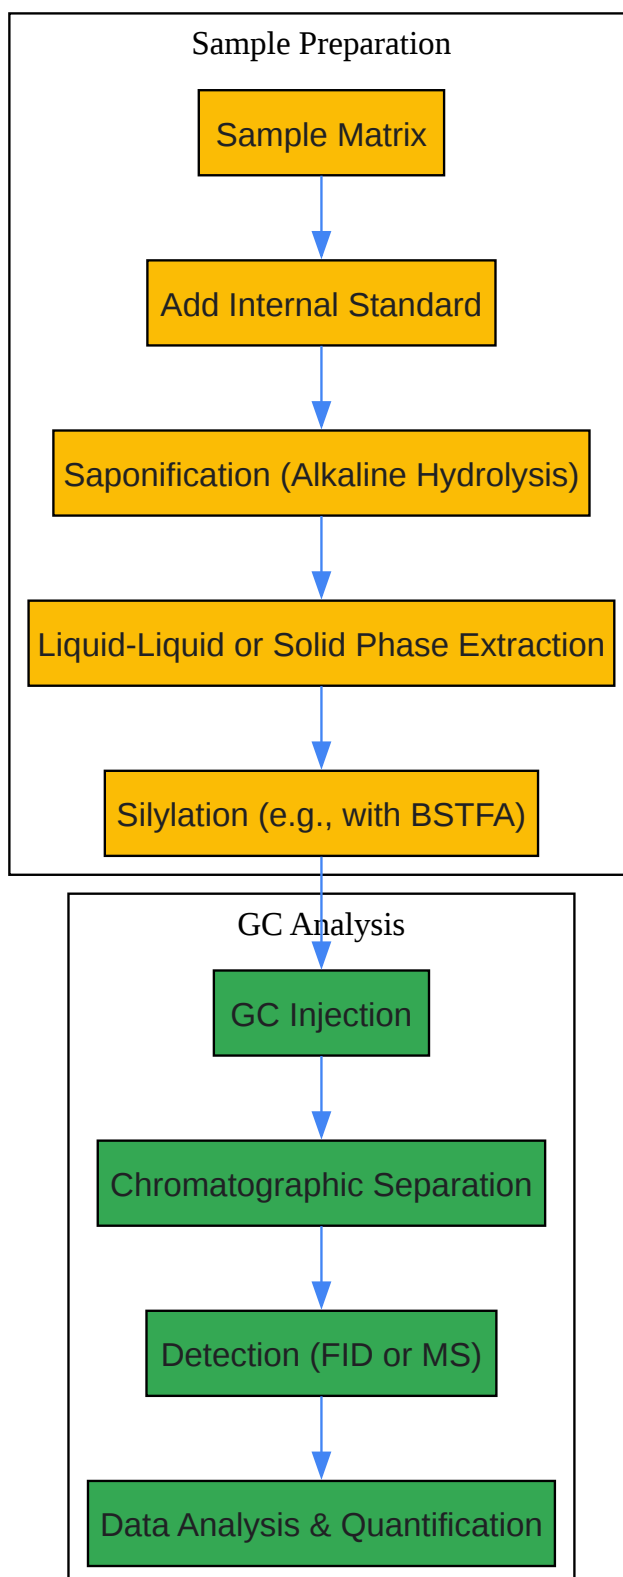 Sample Preparation
Sample Matrix
Add Internal Standard
Saponification (Alkaline Hydrolysis)
Liquid-Liquid or Solid Phase Extraction
Silylation (e.g., with BSTFA)
GC Analysis
GC Injection
Chromatographic Separation
Detection (FID or MS)
Data Analysis & Quantification